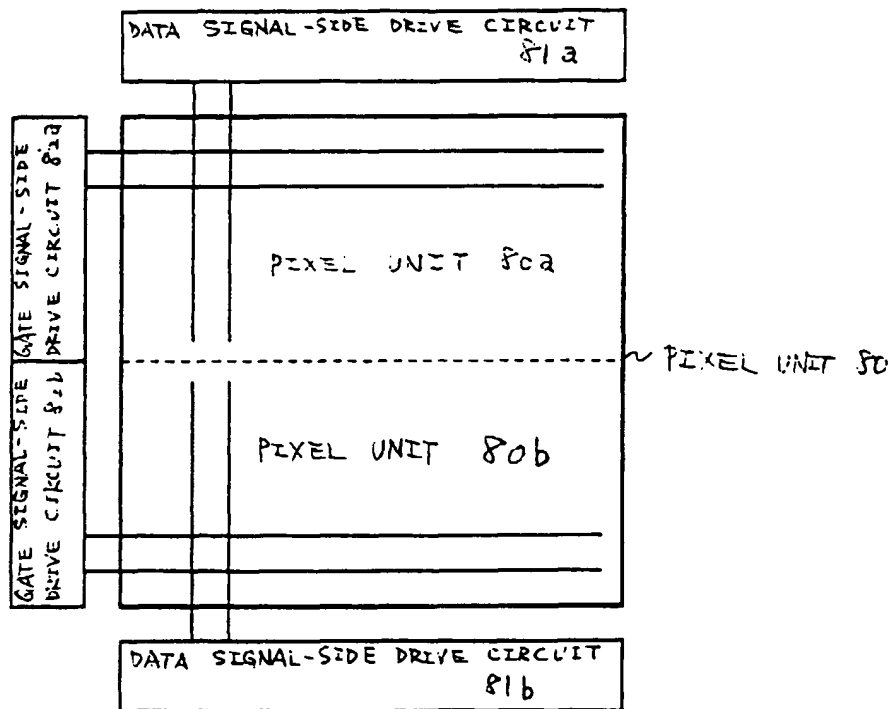 DATA SIGNAL-SIDE DRIVE CIRCUIT
81a
GATE SIGNAL-SIDE
DRIVE CIRCUIT 82a
PIXEL UNIT 80a
PIXEL UNIT 80
GATE SIGNAL-SIDE
DRIVE CIRCUIT 82b
PIXEL UNIT 80b
DATA SIGNAL-SIDE DRIVE CIRCUIT
81b